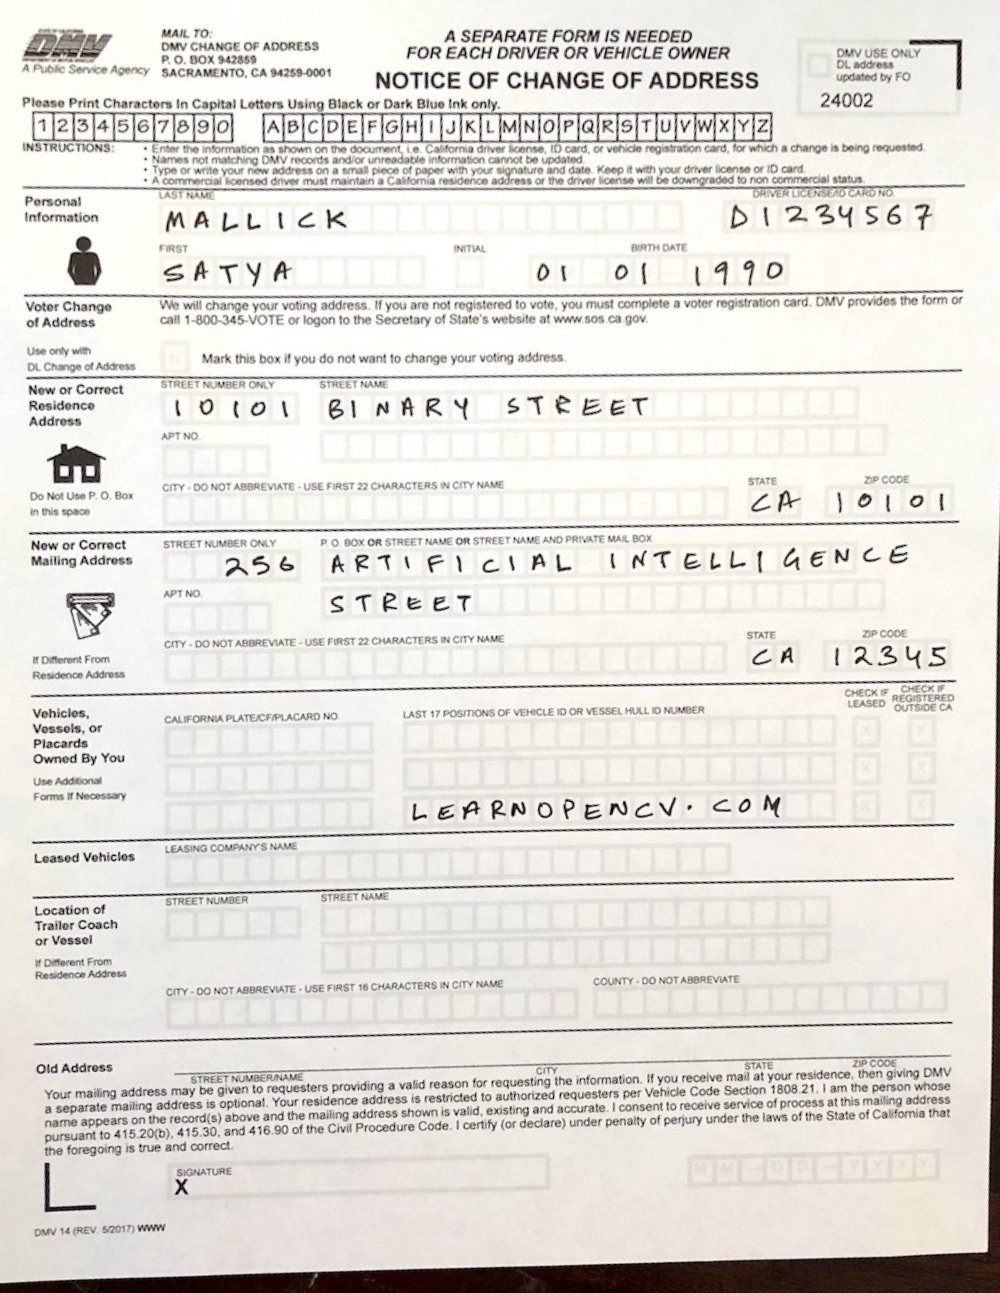 STATE OF CALIFORNIA
DMV
DEPARTMENT OF MOTOR VEHICLES
A Public Service Agency
MAIL TO:
DMV CHANGE OF ADDRESS
P. O. BOX 942859
SACRAMENTO, CA 94259-0001
A SEPARATE FORM IS NEEDED
FOR EACH DRIVER OR VEHICLE OWNER
NOTICE OF CHANGE OF ADDRESS
DMV USE ONLY
DL address
updated by FO
24002
Please Print Characters In Capital Letters Using Black or Dark Blue Ink only.
1 2 3 4 5 6 7 8 9 0 A B C D E F G H I J K L M N O P Q R S T U V W X Y Z
INSTRUCTIONS: • Enter the information as shown on the document, i.e. California driver license, ID card, or vehicle registration card, for which a change is being requested.
• Names not matching DMV records and/or unreadable information cannot be updated.
• Type or write your new address on a small piece of paper with your signature and date. Keep it with your driver license or ID card.
• A commercial licensed driver must maintain a California residence address or the driver license will be downgraded to non commercial status.
Personal
Information
LAST NAME DRIVER LICENSE/ID CARD NO.
MALLICK D1234567
FIRST INITIAL BIRTH DATE
SATYA 01 01 1990
Voter Change
of Address
We will change your voting address. If you are not registered to vote, you must complete a voter registration card. DMV provides the form or
call 1-800-345-VOTE or logon to the Secretary of State's website at www.sos.ca.gov.
Use only with
DL Change of Address
N Mark this box if you do not want to change your voting address.
New or Correct
Residence
Address
STREET NUMBER ONLY STREET NAME
10101 BINARY STREET
APT NO.
Do Not Use P. O. Box
in this space
CITY - DO NOT ABBREVIATE - USE FIRST 22 CHARACTERS IN CITY NAME STATE ZIP CODE
CA 10101
New or Correct
Mailing Address
STREET NUMBER ONLY P. O. BOX OR STREET NAME OR STREET NAME AND PRIVATE MAIL BOX
256 ARTIFICIAL INTELLIGENCE
APT NO.
STREET
CITY - DO NOT ABBREVIATE - USE FIRST 22 CHARACTERS IN CITY NAME STATE ZIP CODE
CA 12345
If Different From
Residence Address
Vehicles,
Vessels, or
Placards
Owned By You
Use Additional
Forms If Necessary
CALIFORNIA PLATE/CF/PLACARD NO. LAST 17 POSITIONS OF VEHICLE ID OR VESSEL HULL ID NUMBER
CHECK IF
LEASED
CHECK IF
REGISTERED
OUTSIDE CA
X X
X X
LEARNOPENCV.COM X X
Leased Vehicles
LEASING COMPANY'S NAME
Location of
Trailer Coach
or Vessel
If Different From
Residence Address
STREET NUMBER STREET NAME
CITY - DO NOT ABBREVIATE - USE FIRST 16 CHARACTERS IN CITY NAME COUNTY - DO NOT ABBREVIATE
Old Address
STREET NUMBER/NAME CITY STATE ZIP CODE
Your mailing address may be given to requesters providing a valid reason for requesting the information. If you receive mail at your residence, then giving DMV
a separate mailing address is optional. Your residence address is restricted to authorized requesters per Vehicle Code Section 1808.21. I am the person whose
name appears on the record(s) above and the mailing address shown is valid, existing and accurate. I consent to receive service of process at this mailing address
pursuant to 415.20(b), 415.30, and 416.90 of the Civil Procedure Code. I certify (or declare) under penalty of perjury under the laws of the State of California that
the foregoing is true and correct.
SIGNATURE
X
M M - D D - Y Y Y Y
DMV 14 (REV. 5/2017) WWW